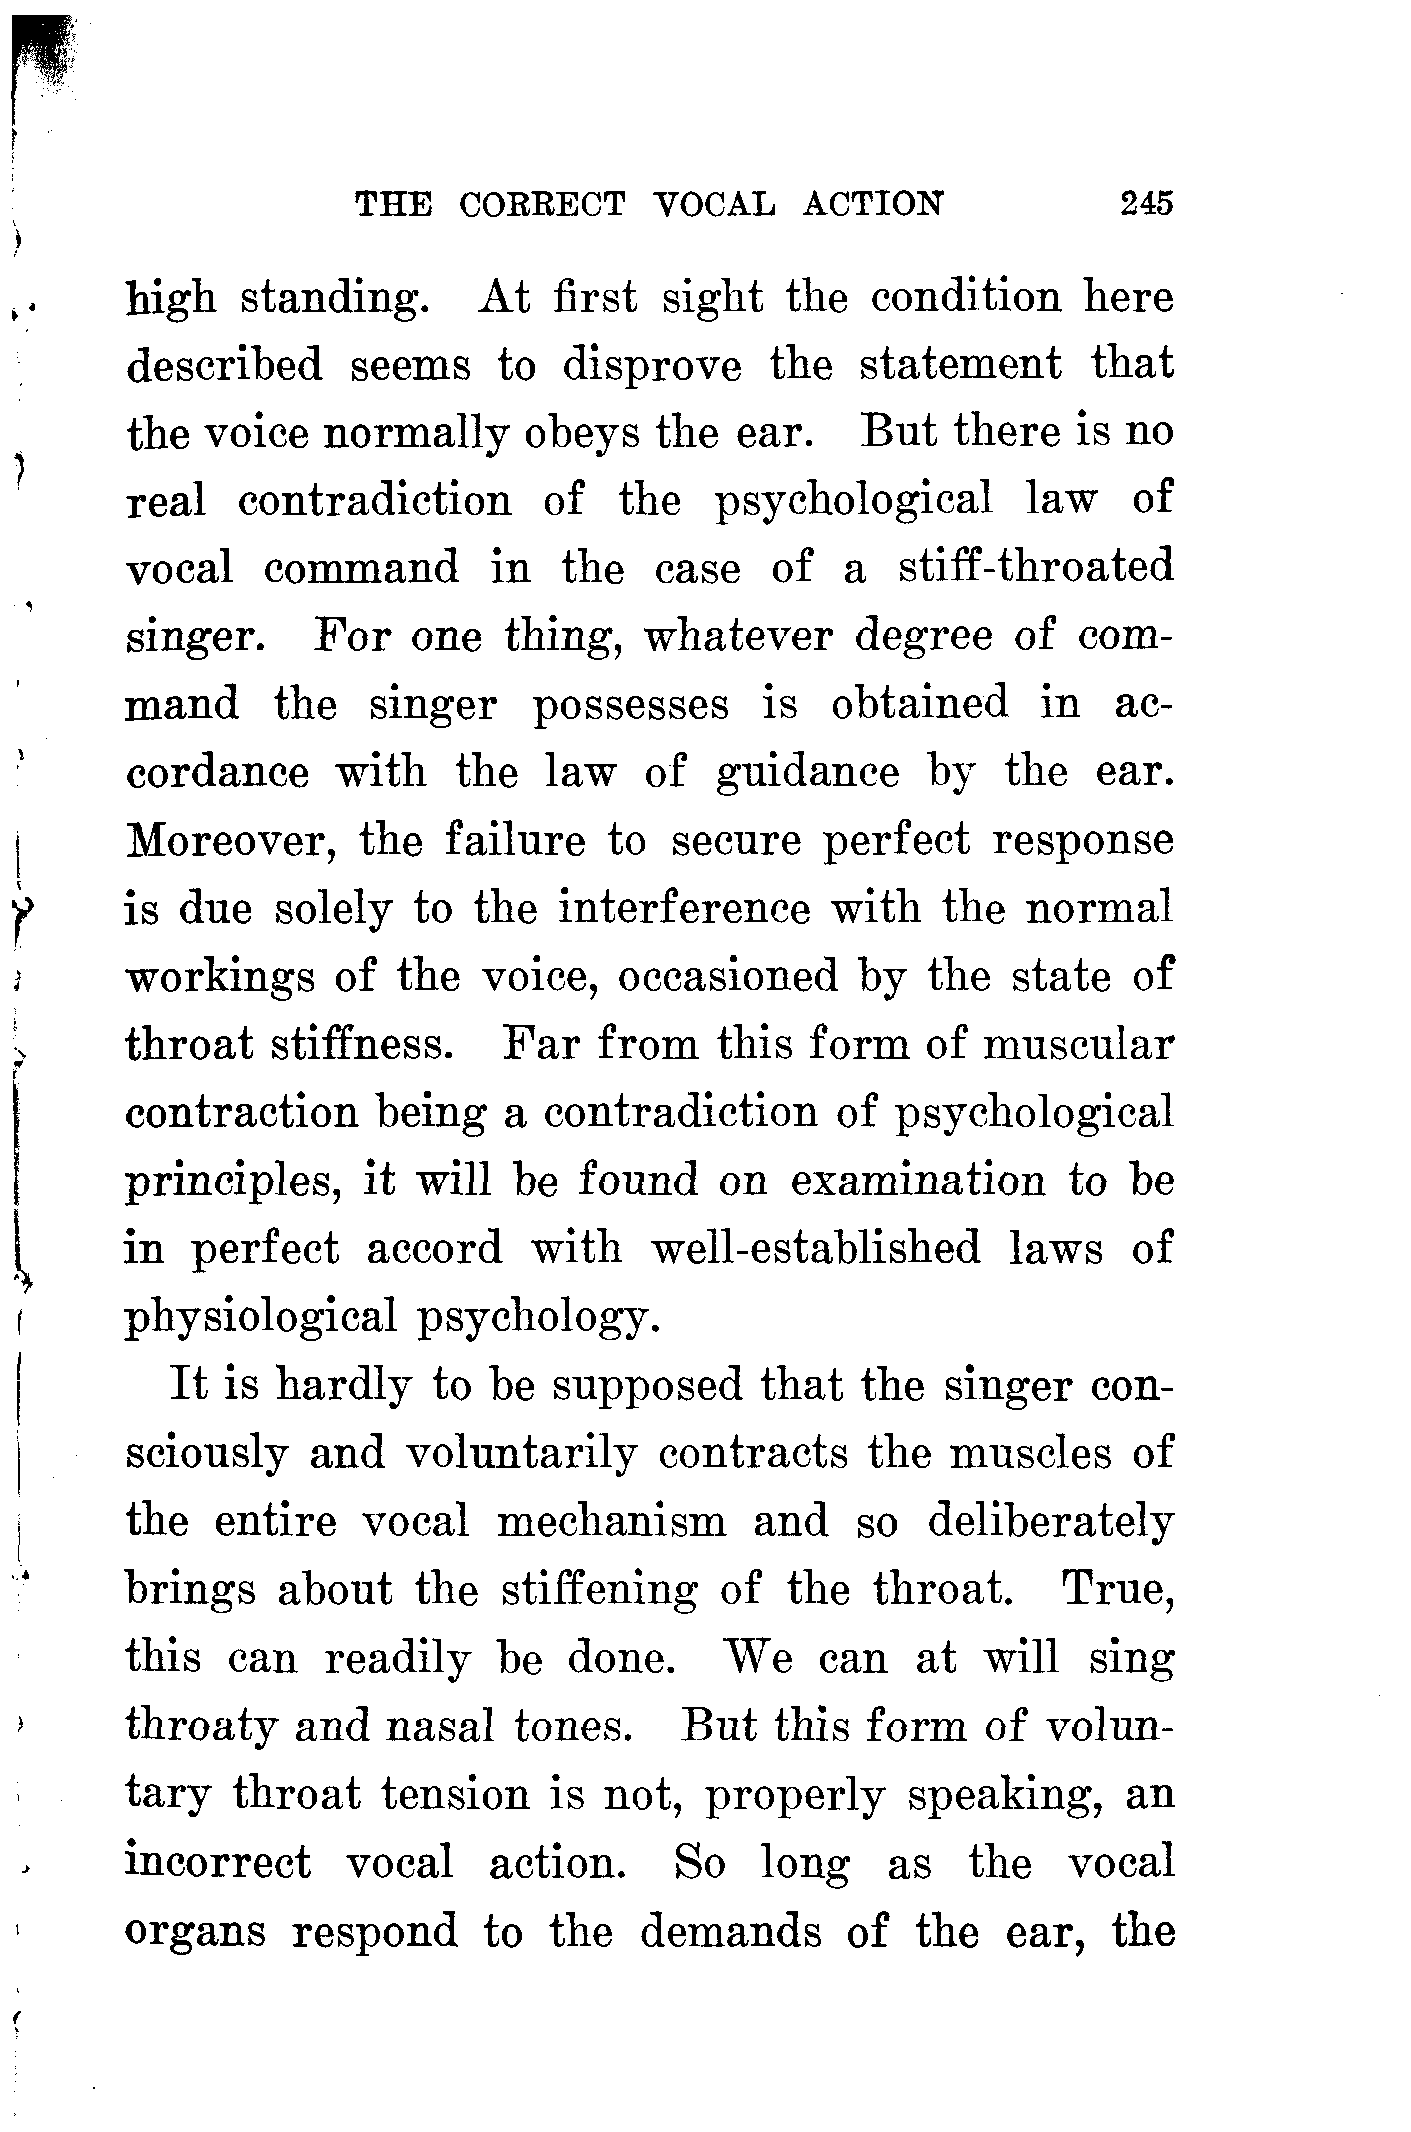 THE CORRECT VOCAL ACTION 245
high standing. At first sight the condition here
described seems to disprove the statement that
the voice normally obeys the ear. But there is no
real contradiction of the psychological law of
vocal command in the case of a stiff-throated
singer. For one thing, whatever degree of com-
mand the singer possesses is obtained in ac-
cordance with the law of guidance by the ear.
Moreover, the failure to secure perfect response
is due solely to the interference with the normal
workings of the voice, occasioned by the state of
throat stiffness. Far from this form of muscular
contraction being a contradiction of psychological
principles, it will be found on examination to be
in perfect accord with well-established laws of
physiological psychology.
It is hardly to be supposed that the singer con-
sciously and voluntarily contracts the muscles of
the entire vocal mechanism and so deliberately
brings about the stiffening of the throat. True,
this can readily be done. We can at will sing
throaty and nasal tones. But this form of volun-
tary throat tension is not, properly speaking, an
incorrect vocal action. So long as the vocal
organs respond to the demands of the ear, the